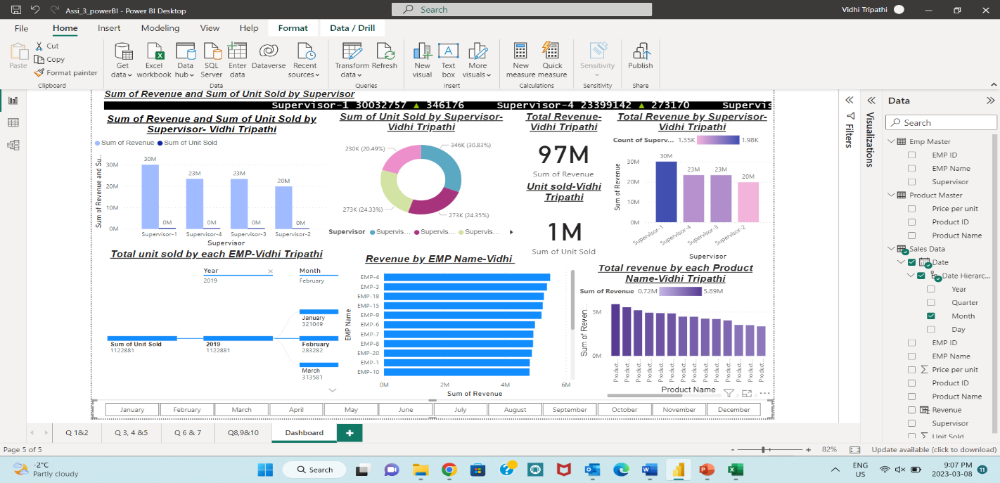 Assi_3_powerBI - Power BI Desktop
Search
Vidhi Tripathi
File Home Insert Modeling View Help Format Data / Drill
Paste
Cut
Copy
Format painter
Clipboard
Get data
Excel workbook
Data hub
SQL Server
Enter data
Dataverse
Recent sources
Data
Transform data
Refresh
Queries
New visual
Text box
More visuals
Insert
New measure
Quick measure
Calculations
Sensitivity
Sensitivity
Publish
Share
Sum of Revenue and Sum of Unit Sold by Supervisor
Supervisor-1 30032757 ▲ 346176 Supervisor-4 23399142 ▲ 273170 Supervis
Sum of Revenue and Sum of Unit Sold by
Supervisor- Vidhi Tripathi
Sum of Revenue Sum of Unit Sold
Sum of Revenue and Su...
30M
20M
10M
0M
30M
0M
23M
0M
23M
0M
20M
0M
Supervisor-1 Supervisor-4 Supervisor-3 Supervisor-2
Supervisor
Sum of Unit Sold by Supervisor-
Vidhi Tripathi
230K (20.49%)
346K (30.83%)
273K (24.33%)
273K (24.35%)
Supervisor Supervis... Supervis... Supervis...
Total Revenue-
Vidhi Tripathi
97M
Sum of Revenue
Unit sold-Vidhi
Tripathi
1M
Sum of Unit Sold
Total Revenue by Supervisor-
Vidhi Tripathi
Count of Superv... 1.35K 1.98K
Sum of Revenue
30M
20M
10M
0M
30M
23M
23M
20M
Supervisor-1 Supervisor-4 Supervisor-3 Supervisor-2
Supervisor
Total unit sold by each EMP-Vidhi Tripathi
Year ×
2019
Month
February
Sum of Unit Sold
1122881
2019
1122881
January
321049
February
283282
March
313581
Revenue by EMP Name-Vidhi
EMP Name
EMP-4
EMP-3
EMP-18
EMP-15
EMP-9
EMP-6
EMP-7
EMP-8
EMP-20
EMP-1
EMP-10
0M 2M 4M 6M
Sum of Revenue
Total revenue by each Product
Name-Vidhi Tripathi
Sum of Revenue 0.72M 5.89M
Sum of Reven...
5M
0M
Product... Product... Product... Product... Product... Product... Product... Product... Product... Product... Product... Product... Product... Product...
Product Name
January February March April May June July August September October November December
Filters
Visualizations
Data
Search
Emp Master
EMP ID
EMP Name
Supervisor
Product Master
Price per unit
Product ID
Product Name
Sales Data
Date
Date Hierarc...
Year
Quarter
Month
Day
EMP ID
EMP Name
Price per unit
Product ID
Product Name
Revenue
Supervisor
Unit Sold
Q 1&2 Q 3, 4 &5 Q 6 & 7 Q8,9&10 Dashboard +
Page 5 of 5
- + 82%
Update available (click to download)
-2°C
Partly cloudy
Search
ENG
US
9:07 PM
2023-03-08
11